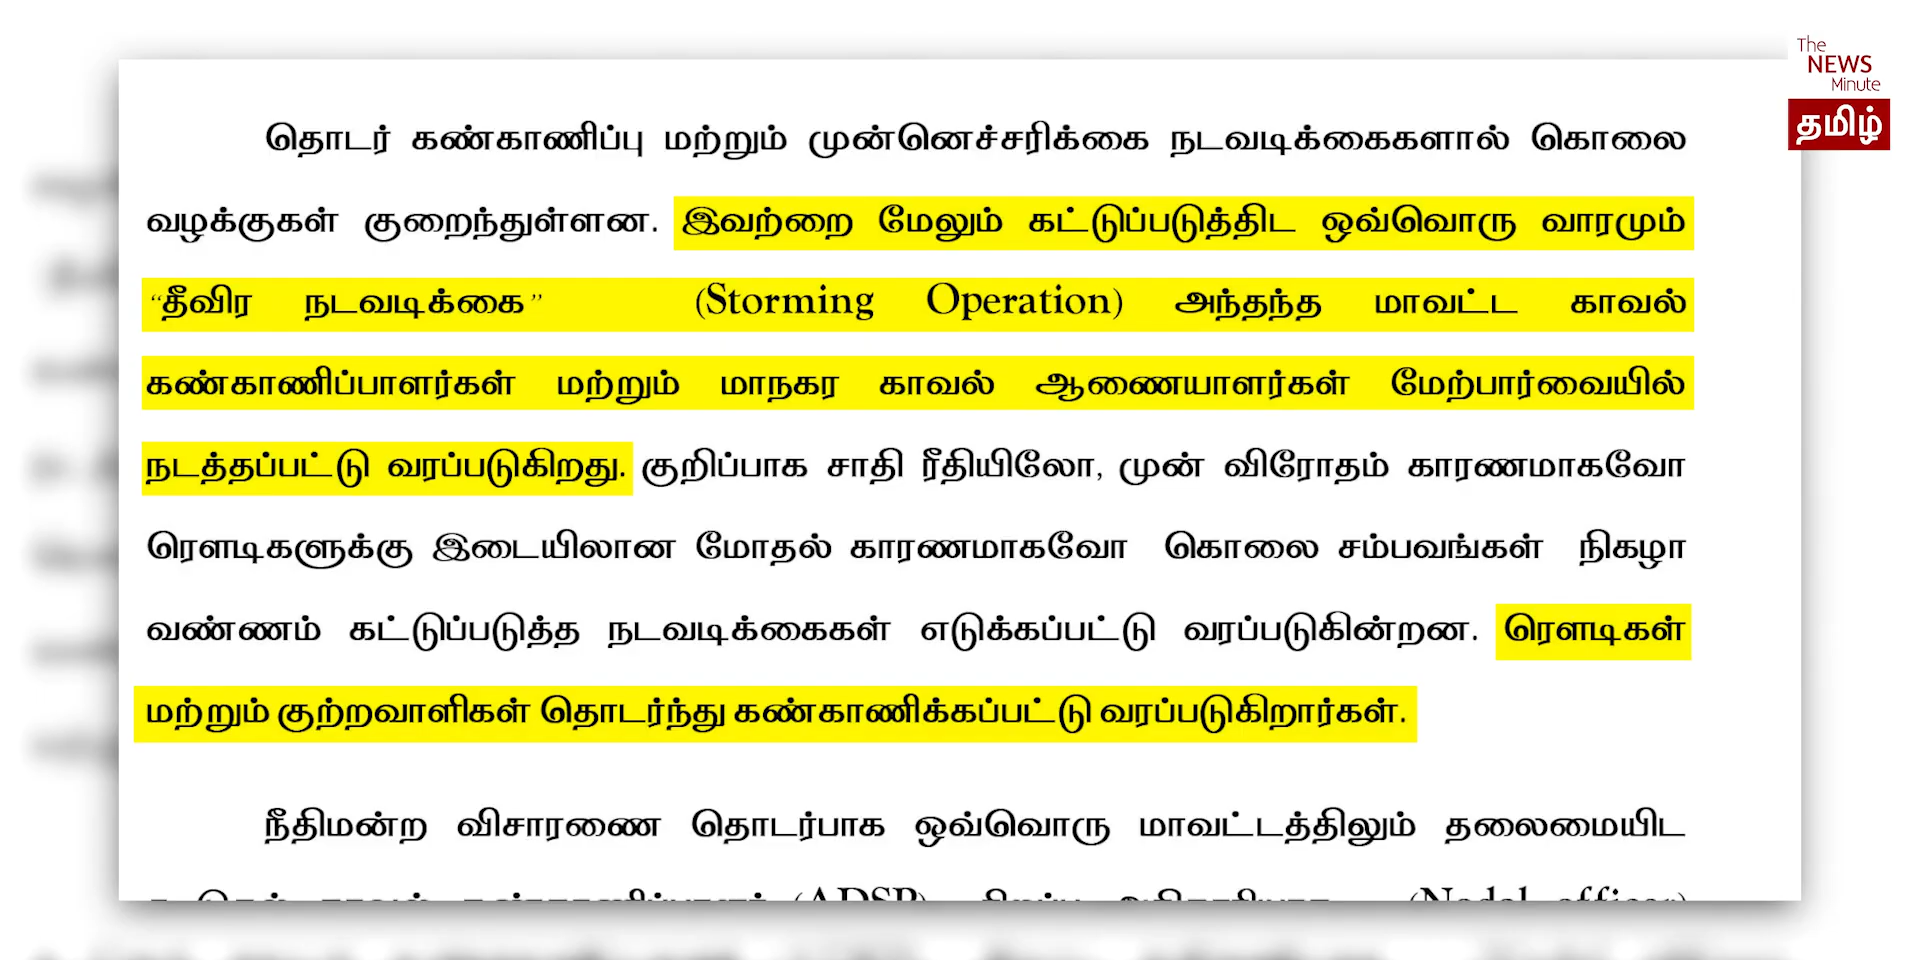 The
NEWS
Minute
தமிழ்
தொடர் கண்காணிப்பு மற்றும் முன்னெச்சரிக்கை நடவடிக்கைகளால் கொலை
வழக்குகள் குறைந்துள்ளன. இவற்றை மேலும் கட்டுப்படுத்திட ஒவ்வொரு வாரமும்
“தீவிர நடவடிக்கை” (Storming Operation) அந்தந்த மாவட்ட காவல்
கண்காணிப்பாளர்கள் மற்றும் மாநகர காவல் ஆணையாளர்கள் மேற்பார்வையில்
நடத்தப்பட்டு வரப்படுகிறது. குறிப்பாக சாதி ரீதியிலோ, முன் விரோதம் காரணமாகவோ
ரௌடிகளுக்கு இடையிலான மோதல் காரணமாகவோ கொலை சம்பவங்கள் நிகழா
வண்ணம் கட்டுப்படுத்த நடவடிக்கைகள் எடுக்கப்பட்டு வரப்படுகின்றன. ரௌடிகள்
மற்றும் குற்றவாளிகள் தொடர்ந்து கண்காணிக்கப்பட்டு வரப்படுகிறார்கள்.
நீதிமன்ற விசாரணை தொடர்பாக ஒவ்வொரு மாவட்டத்திலும் தலைமையிட
(ADSP) (Nodal officer)